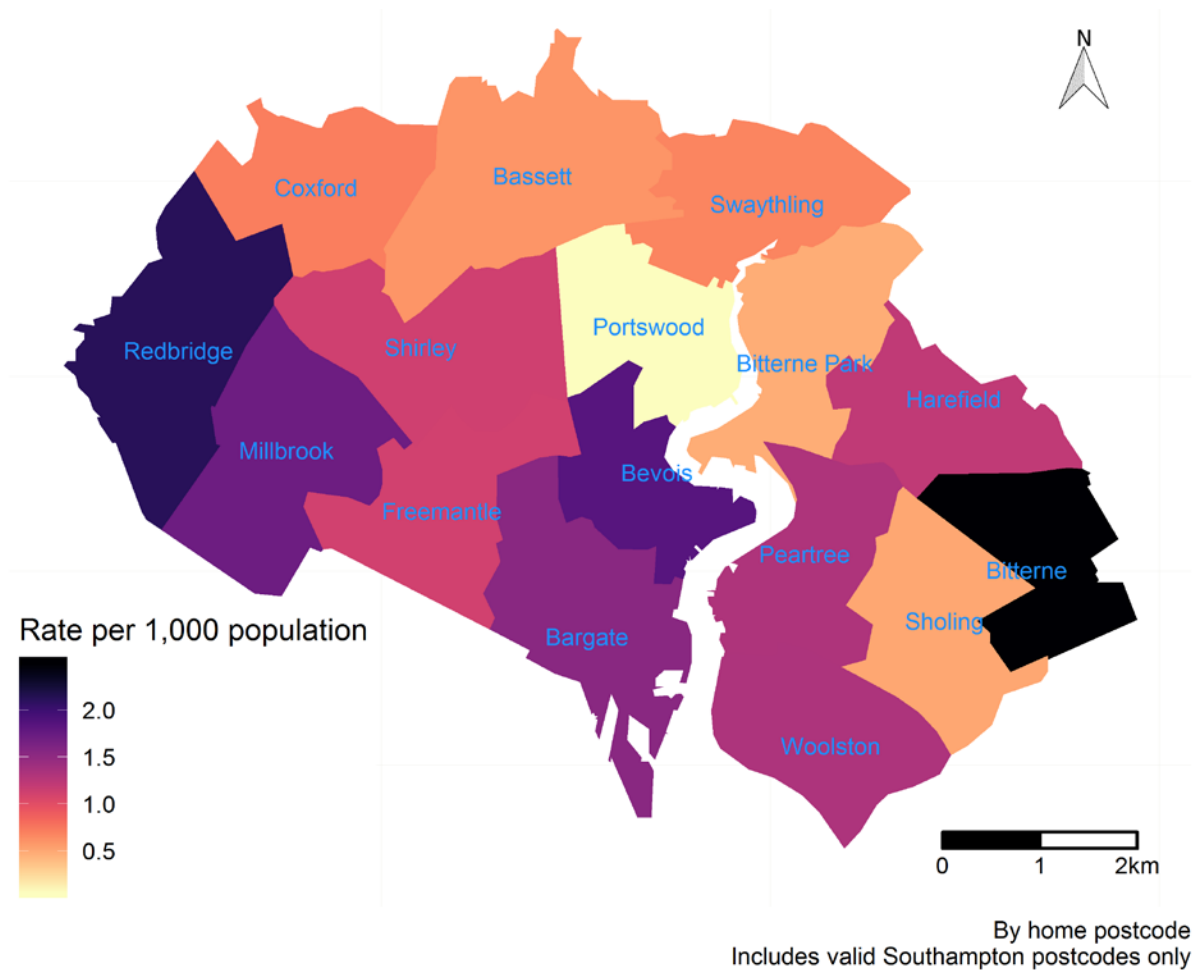 N
Coxford
Bassett
Swaythling
Redbridge
Shirley
Portswood
Bitterne Park
Harefield
Millbrook
Bevois
Freemantle
Peartree
Bitterne
Sholing
Bargate
Woolston
Rate per 1,000 population
2.0
1.5
1.0
0.5
0 1 2km
By home postcode
Includes valid Southampton postcodes only